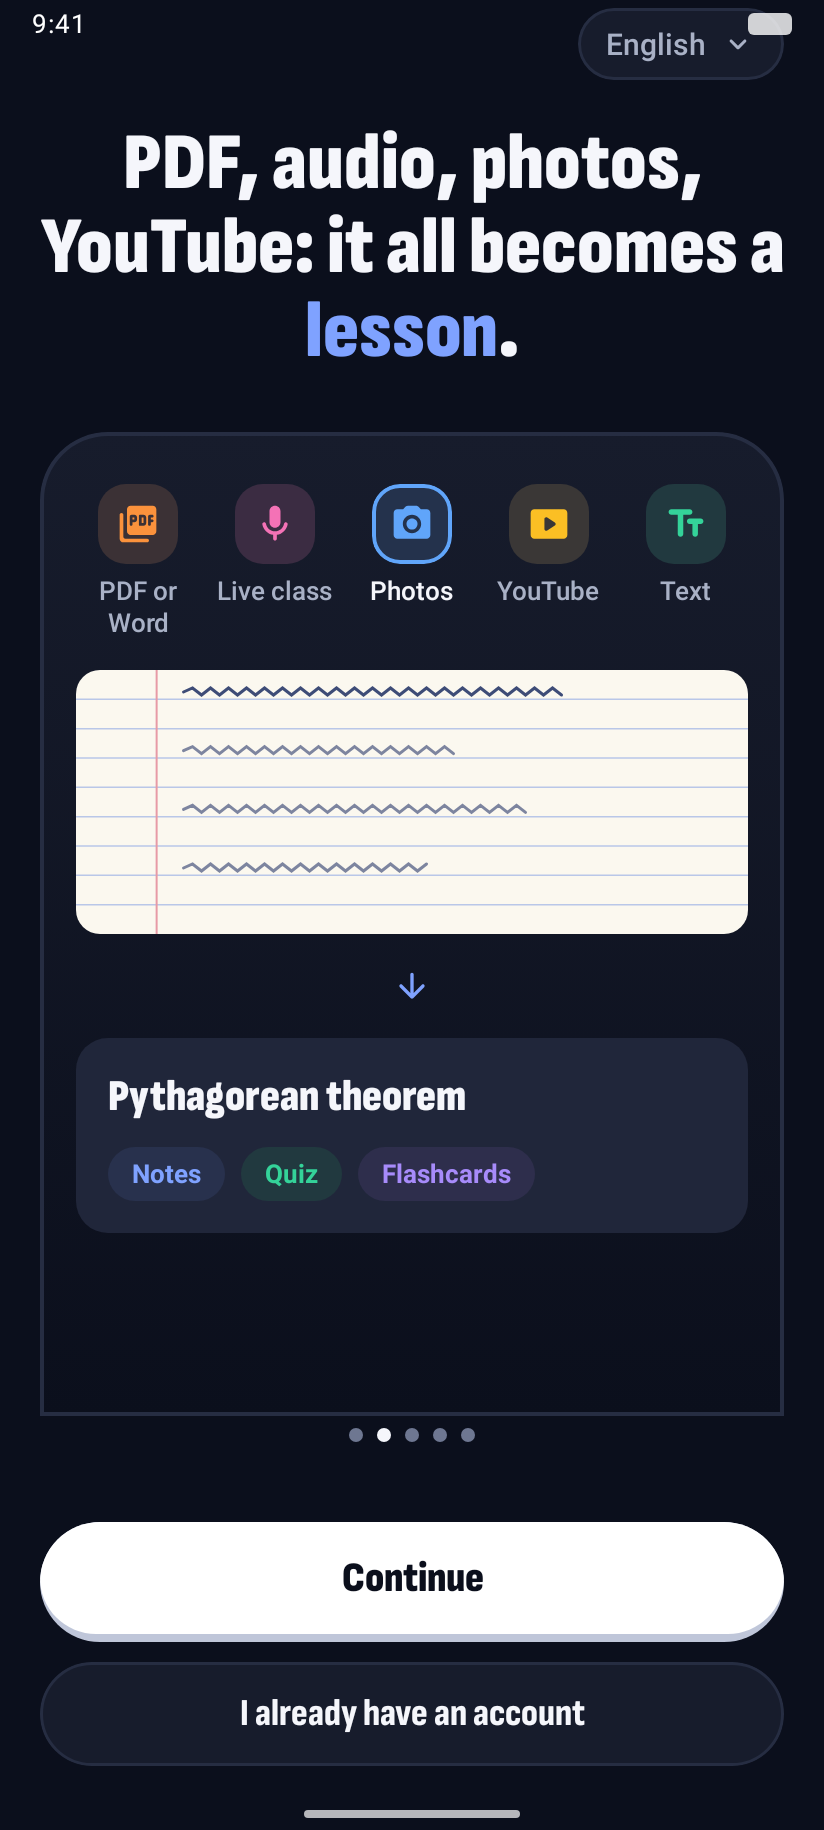 9:41
English
PDF, audio, photos,
YouTube: it all becomes a
lesson.
PDF
PDF or
Word
Live class
Photos
YouTube
Tt
Text
Pythagorean theorem
Notes
Quiz
Flashcards
Continue
I already have an account